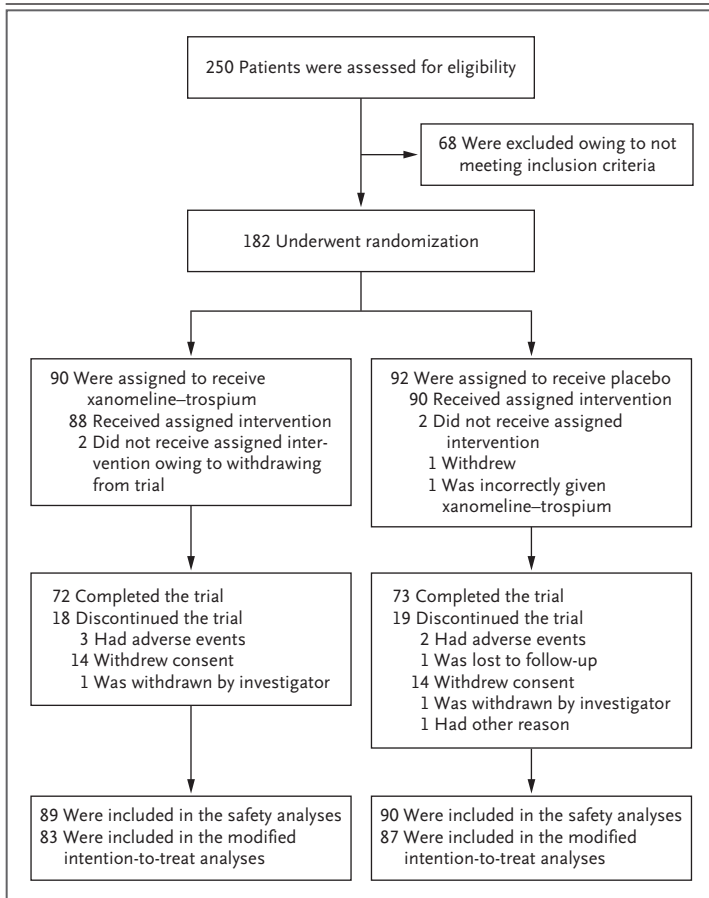 250 Patients were assessed for eligibility
68 Were excluded owing to not
meeting inclusion criteria
182 Underwent randomization
90 Were assigned to receive
xanomeline–trospium
88 Received assigned intervention
2 Did not receive assigned inter-
vention owing to withdrawing
from trial
92 Were assigned to receive placebo
90 Received assigned intervention
2 Did not receive assigned
intervention
1 Withdrew
1 Was incorrectly given
xanomeline–trospium
72 Completed the trial
18 Discontinued the trial
3 Had adverse events
14 Withdrew consent
1 Was withdrawn by investigator
73 Completed the trial
19 Discontinued the trial
2 Had adverse events
1 Was lost to follow-up
14 Withdrew consent
1 Was withdrawn by investigator
1 Had other reason
89 Were included in the safety analyses
83 Were included in the modified
intention-to-treat analyses
90 Were included in the safety analyses
87 Were included in the modified
intention-to-treat analyses